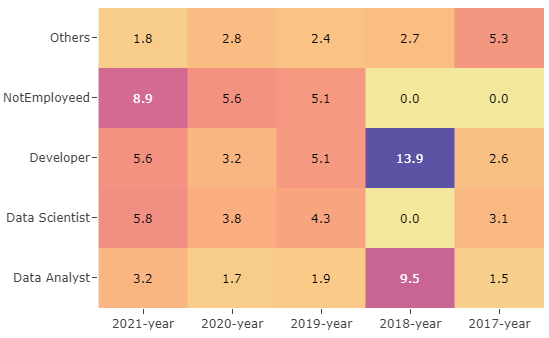 Others 1.8 2.8 2.4 2.7 5.3
NotEmployeed 8.9 5.6 5.1 0.0 0.0
Developer 5.6 3.2 5.1 13.9 2.6
Data Scientist 5.8 3.8 4.3 0.0 3.1
Data Analyst 3.2 1.7 1.9 9.5 1.5
2021-year 2020-year 2019-year 2018-year 2017-year